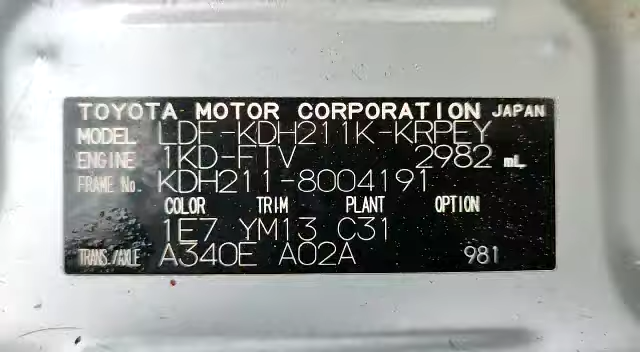 TOYOTA MOTOR CORPORATION JAPAN
MODEL LDF-KDH211K-KRPEY
ENGINE 1KD-FTV 2982 mL
FRAME No. KDH211-8004191
COLOR TRIM PLANT OPTION
1E7 YM13 C31
TRANS./AXLE A340E A02A 981